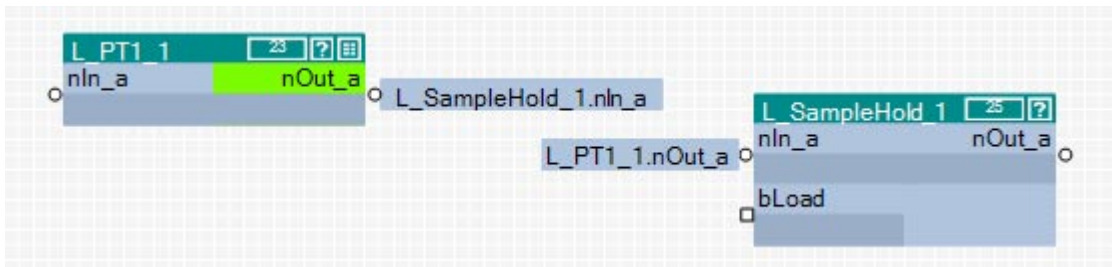 L_PT1_1 23 ?
nIn_a nOut_a
L_SampleHold_1.nIn_a
L_SampleHold_1 25 ?
L_PT1_1.nOut_a nIn_a nOut_a
bLoad